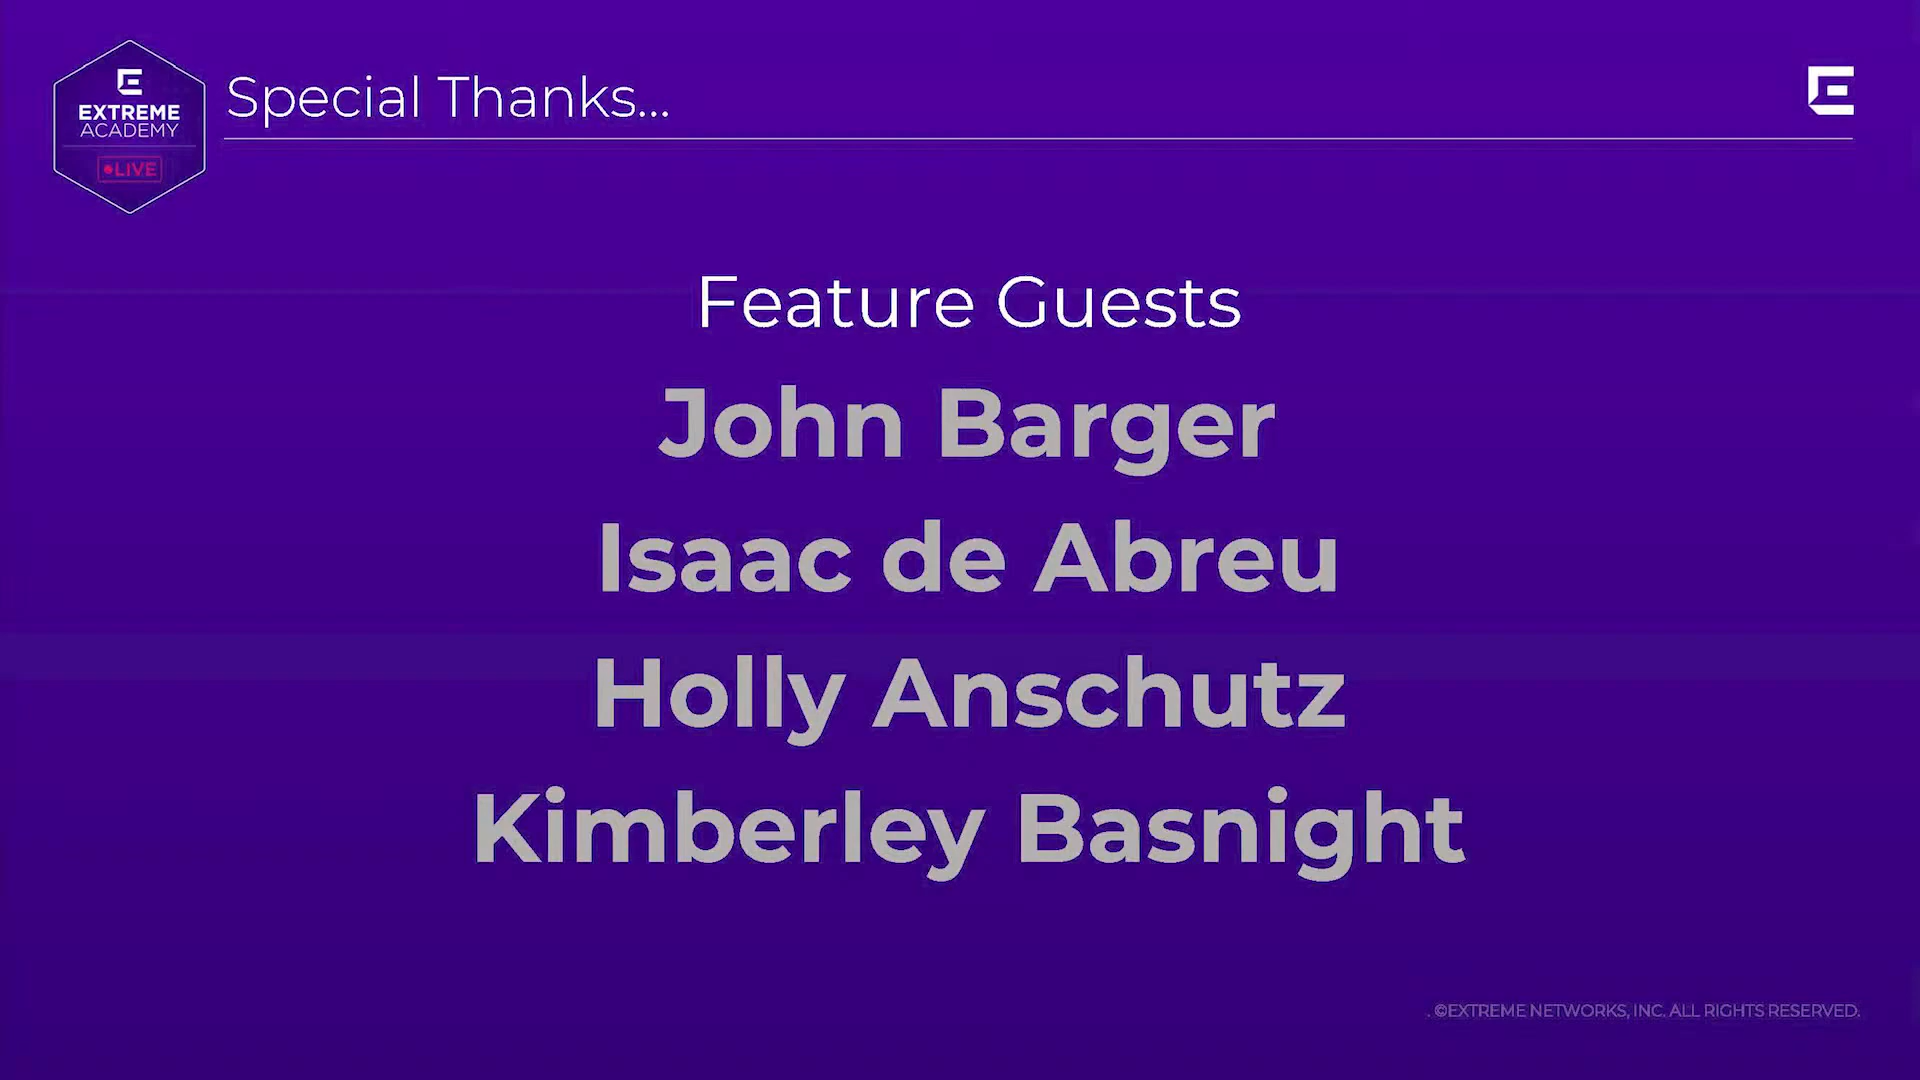 EXTREME
ACADEMY
LIVE
Special Thanks...
Feature Guests
John Barger
Isaac de Abreu
Holly Anschutz
Kimberley Basnight
. ©EXTREME NETWORKS, INC. ALL RIGHTS RESERVED.